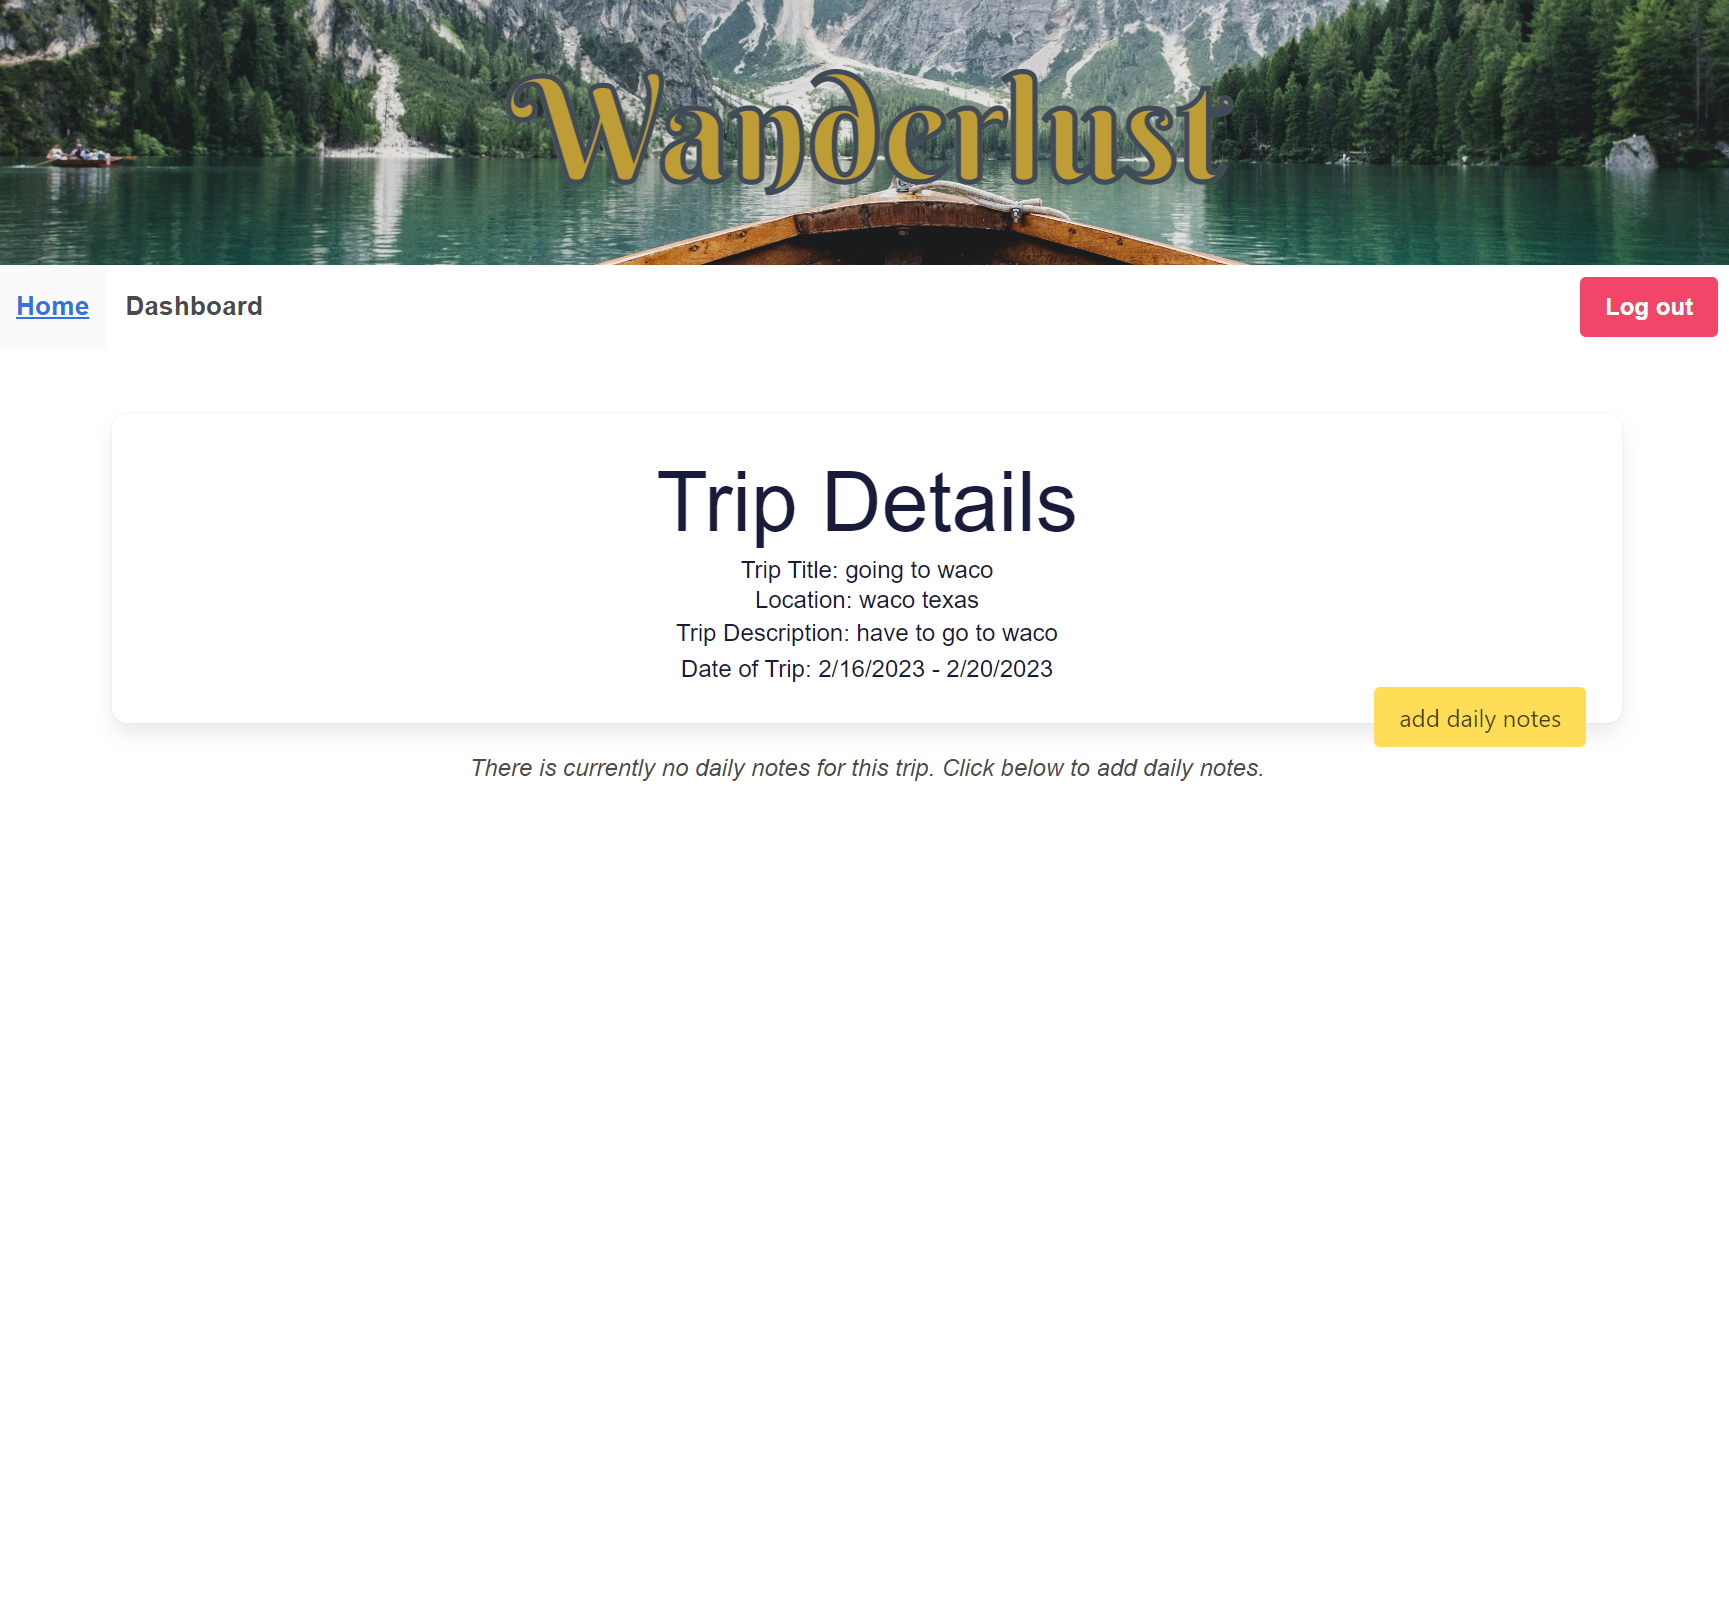 Wanderlust
Home
Dashboard
Log out
Trip Details
Trip Title: going to waco
Location: waco texas
Trip Description: have to go to waco
Date of Trip: 2/16/2023 - 2/20/2023
add daily notes
There is currently no daily notes for this trip. Click below to add daily notes.